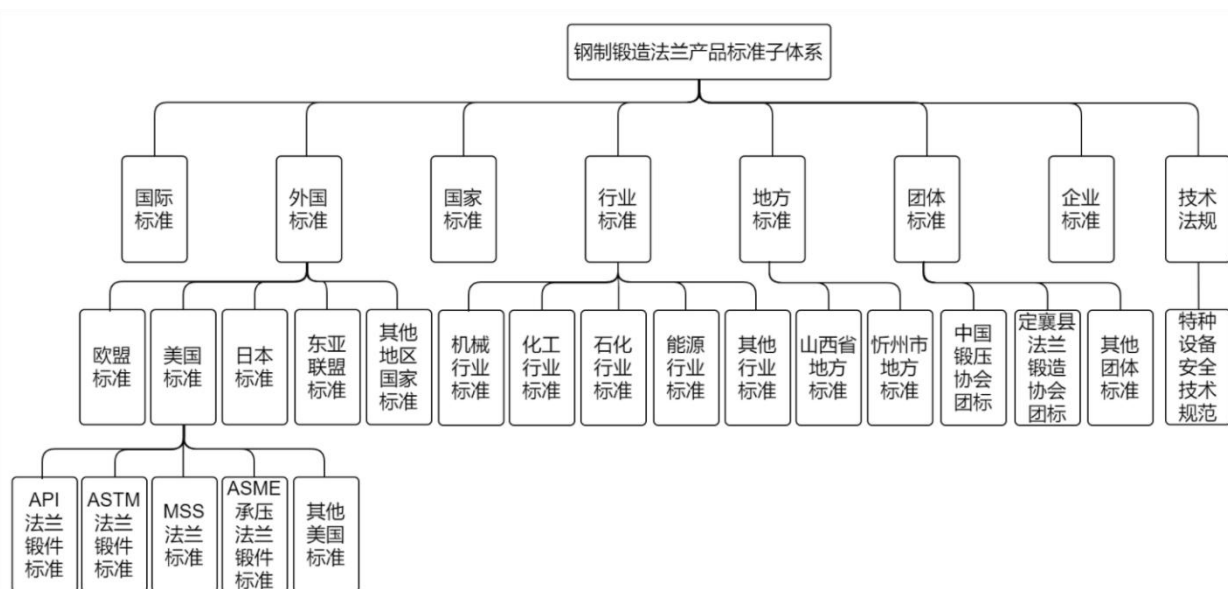 钢制锻造法兰产品标准子体系
国际
标准
外国
标准
国家
标准
行业
标准
地方
标准
团体
标准
企业
标准
技术
法规
欧盟
标准
美国
标准
日本
标准
东亚
联盟
标准
其他
地区
国家
标准
机械
行业
标准
化工
行业
标准
石化
行业
标准
能源
行业
标准
其他
行业
标准
山西省
地方
标准
忻州市
地方
标准
中国
锻压
协会
团标
定襄县
法兰
锻造
协会
团标
其他
团体
标准
特种
设备
安全
技术
规范
API
法兰
锻件
标准
ASTM
法兰
锻件
标准
MSS
法兰
标准
ASME
承压
法兰
锻件
标准
其他
美国
标准